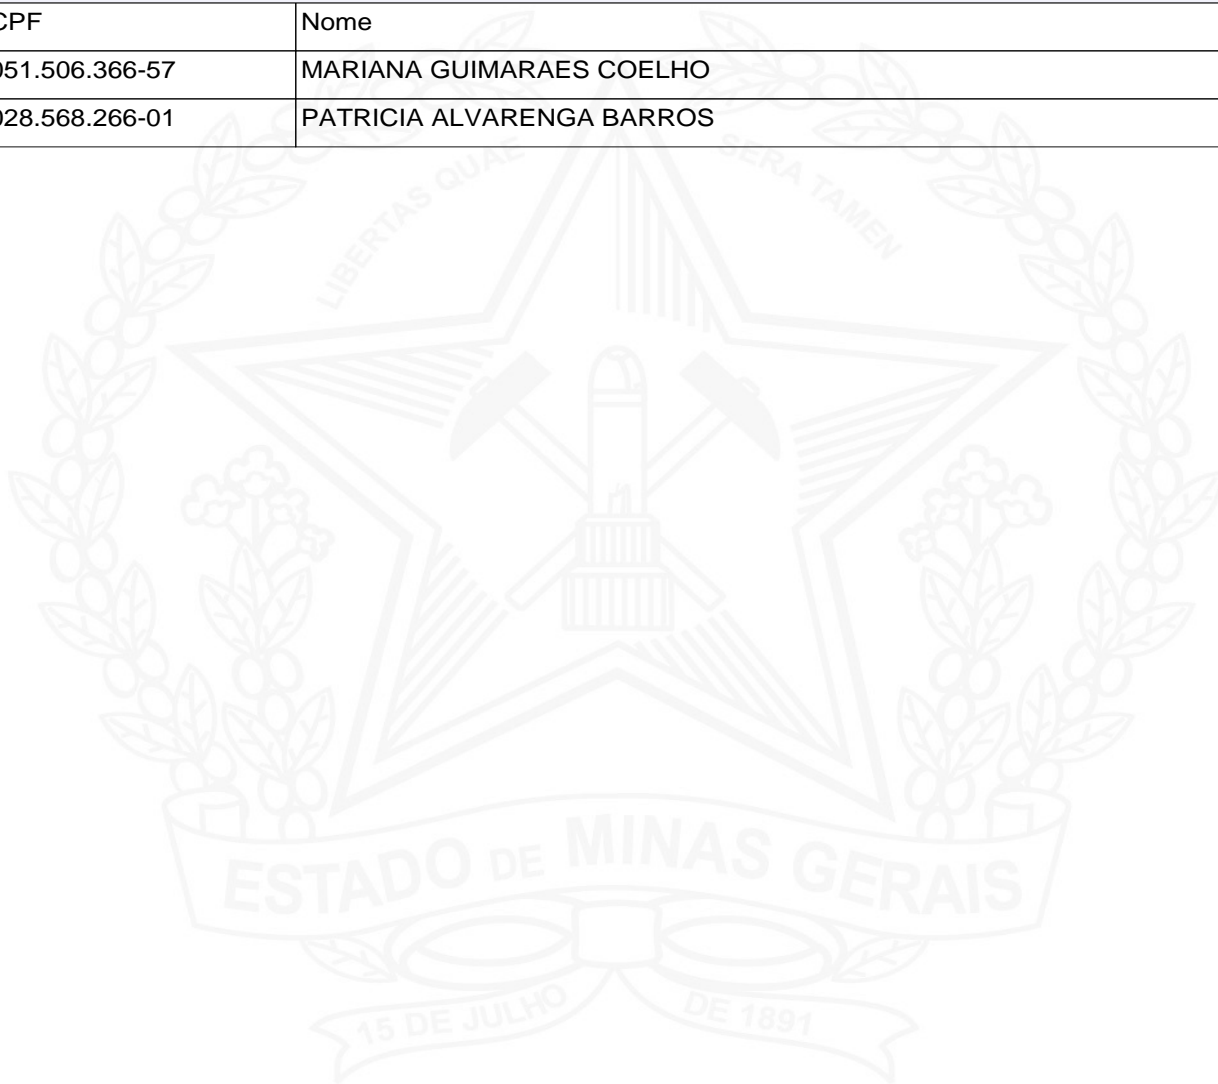 CPF Nome
051.506.366-57 MARIANA GUIMARAES COELHO
028.568.266-01 PATRICIA ALVARENGA BARROS
LIBERTAS QUAE SERA TAMEN
ESTADO DE MINAS GERAIS
15 DE JULHO DE 1891